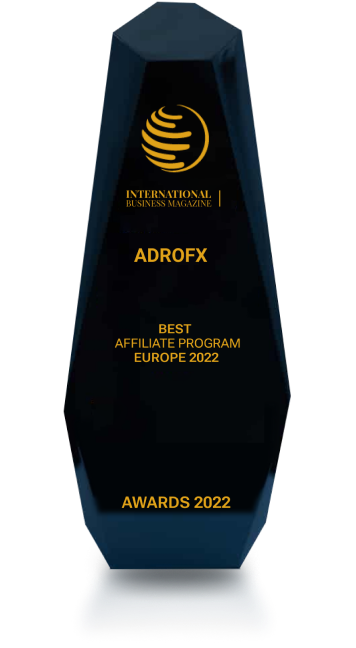 INTERNATIONAL
BUSINESS MAGAZINE
ADROFX
BEST
AFFILIATE PROGRAM
EUROPE 2022
AWARDS 2022